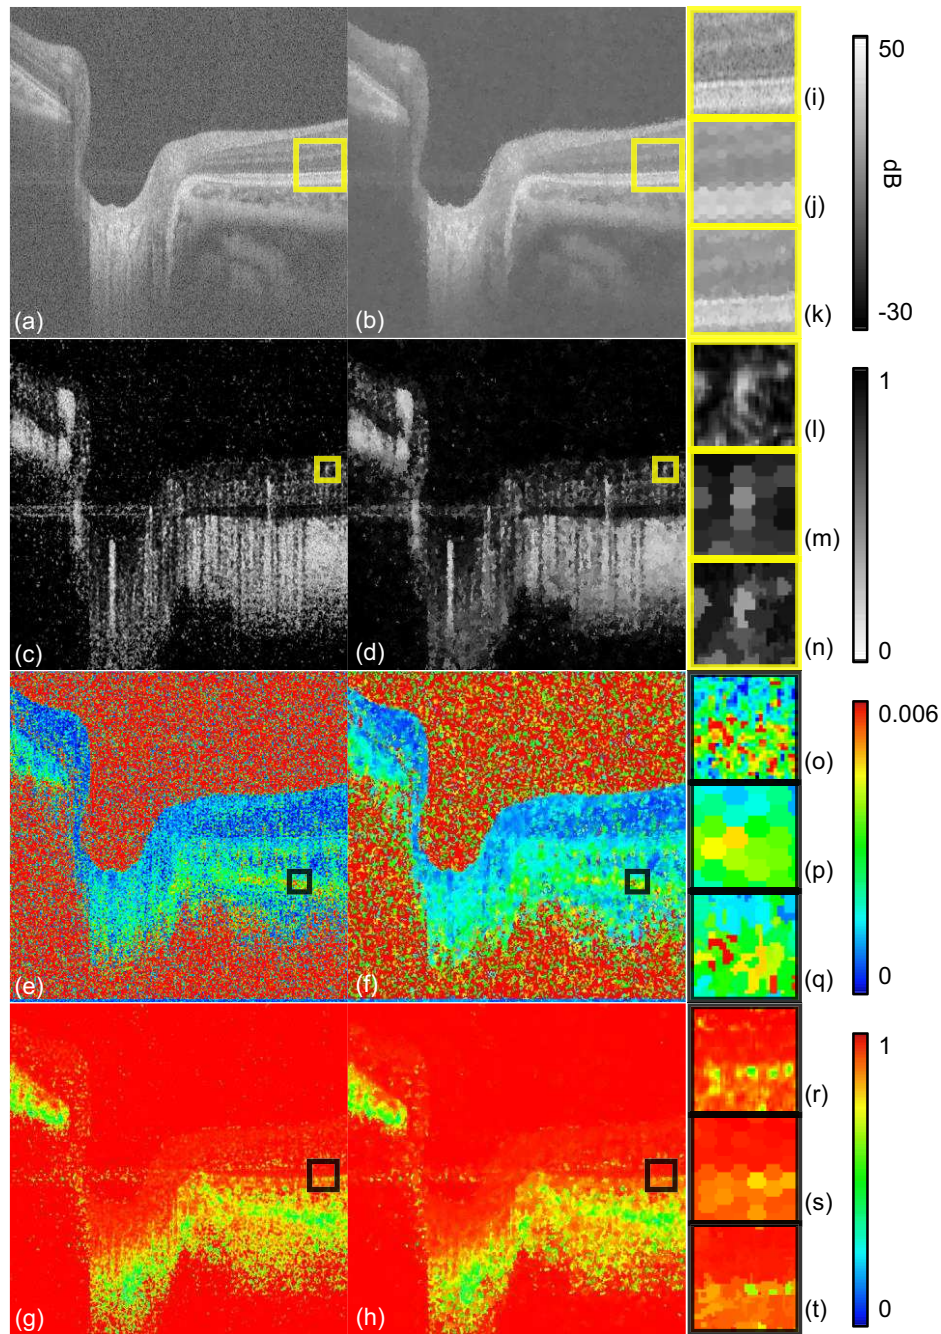 (a)
(b)
(i)
(j)
(k)
50
dB
-30
(c)
(d)
(l)
(m)
(n)
1
0
(e)
(f)
(o)
(p)
(q)
0.006
0
(g)
(h)
(r)
(s)
(t)
1
0